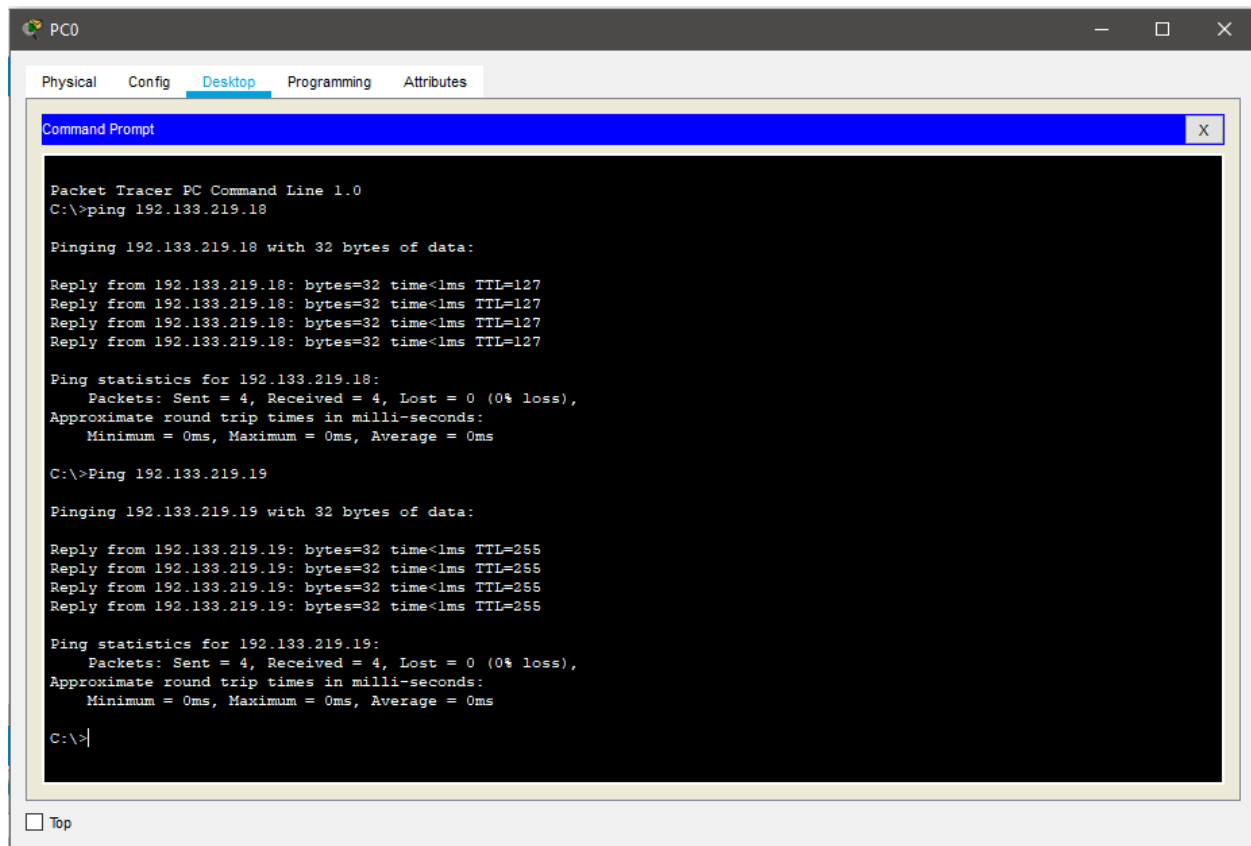 PC0
Physical Config Desktop Programming Attributes
Command Prompt X
Packet Tracer PC Command Line 1.0
C:\>ping 192.133.219.18
Pinging 192.133.219.18 with 32 bytes of data:
Reply from 192.133.219.18: bytes=32 time<1ms TTL=127
Reply from 192.133.219.18: bytes=32 time<1ms TTL=127
Reply from 192.133.219.18: bytes=32 time<1ms TTL=127
Reply from 192.133.219.18: bytes=32 time<1ms TTL=127
Ping statistics for 192.133.219.18:
Packets: Sent = 4, Received = 4, Lost = 0 (0% loss),
Approximate round trip times in milli-seconds:
Minimum = 0ms, Maximum = 0ms, Average = 0ms
C:\>Ping 192.133.219.19
Pinging 192.133.219.19 with 32 bytes of data:
Reply from 192.133.219.19: bytes=32 time<1ms TTL=255
Reply from 192.133.219.19: bytes=32 time<1ms TTL=255
Reply from 192.133.219.19: bytes=32 time<1ms TTL=255
Reply from 192.133.219.19: bytes=32 time<1ms TTL=255
Ping statistics for 192.133.219.19:
Packets: Sent = 4, Received = 4, Lost = 0 (0% loss),
Approximate round trip times in milli-seconds:
Minimum = 0ms, Maximum = 0ms, Average = 0ms
C:\>
Top